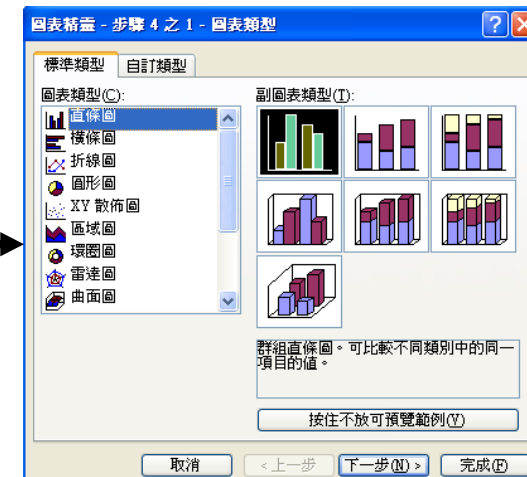 圖表精靈 - 步驟 4 之 1 - 圖表類型
標準類型
自訂類型
圖表類型(C):
直條圖
橫條圖
折線圖
圓形圖
XY 散佈圖
區域圖
環圈圖
雷達圖
曲面圖
副圖表類型(T):
群組直條圖。可比較不同類別中的同一
項目的值。
按住不放可預覽範例(V)
取消
<上一步
下一步(N) >
完成(F)